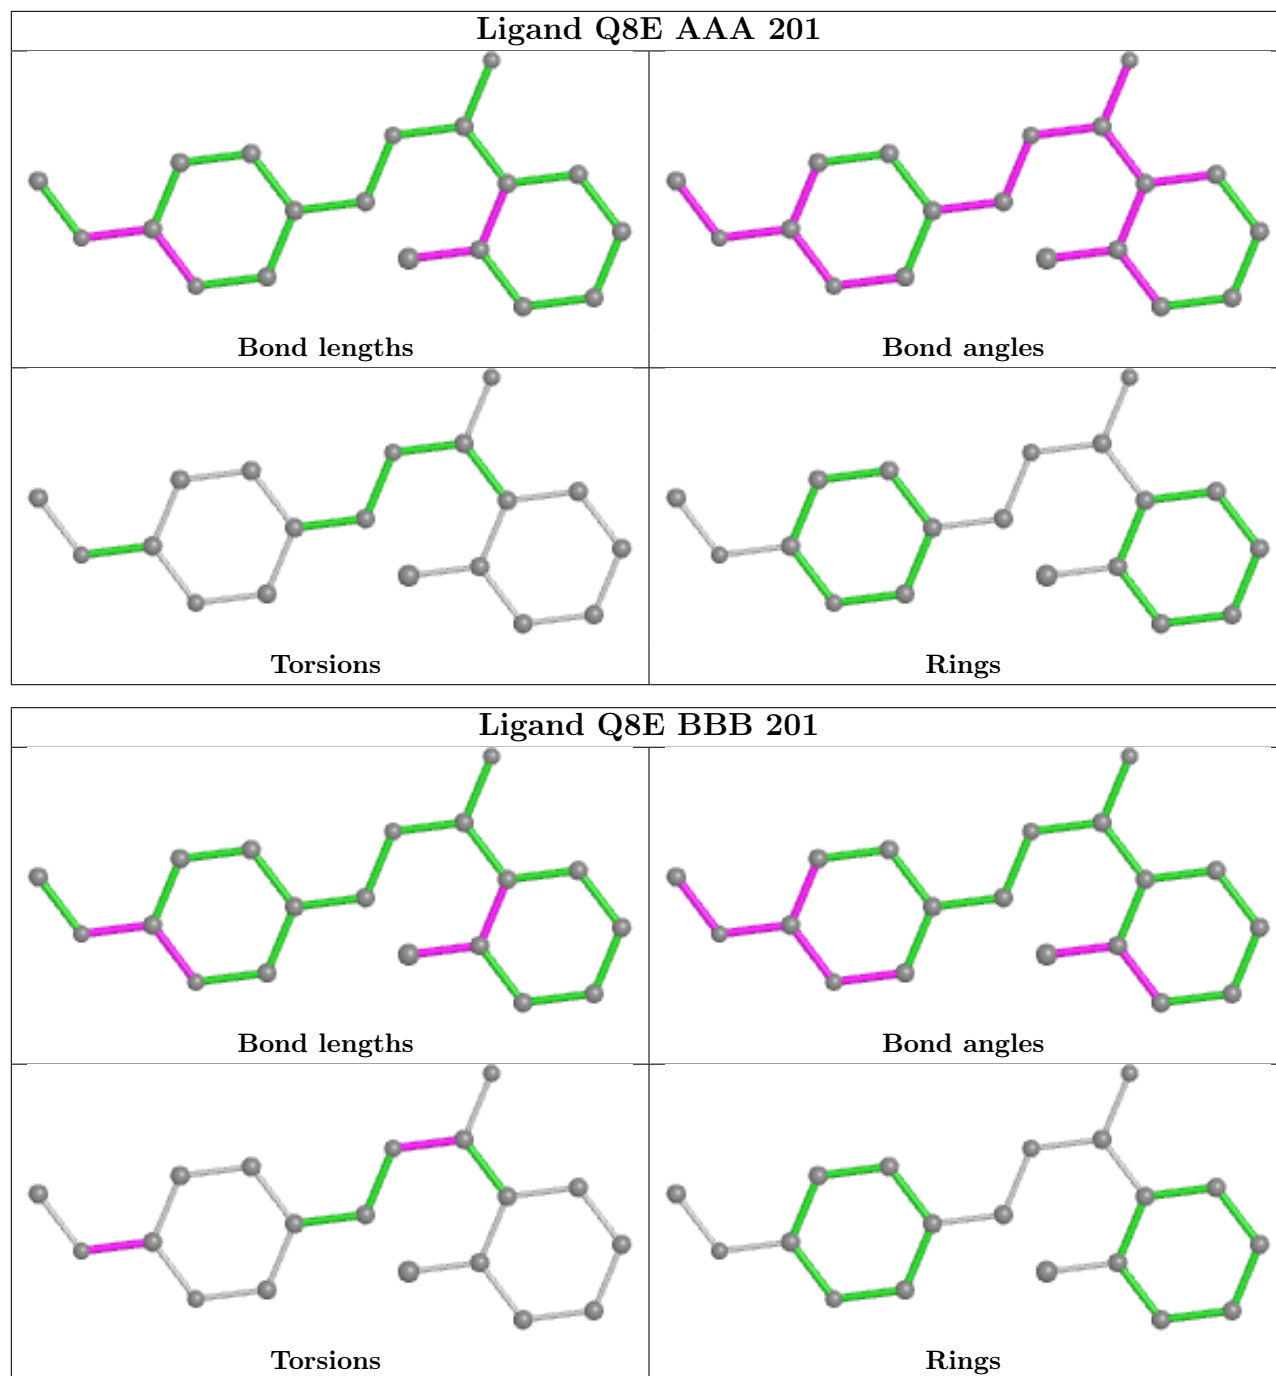 Ligand Q8E AAA 201
Bond lengths
Bond angles
Torsions
Rings
Ligand Q8E BBB 201
Bond lengths
Bond angles
Torsions
Rings